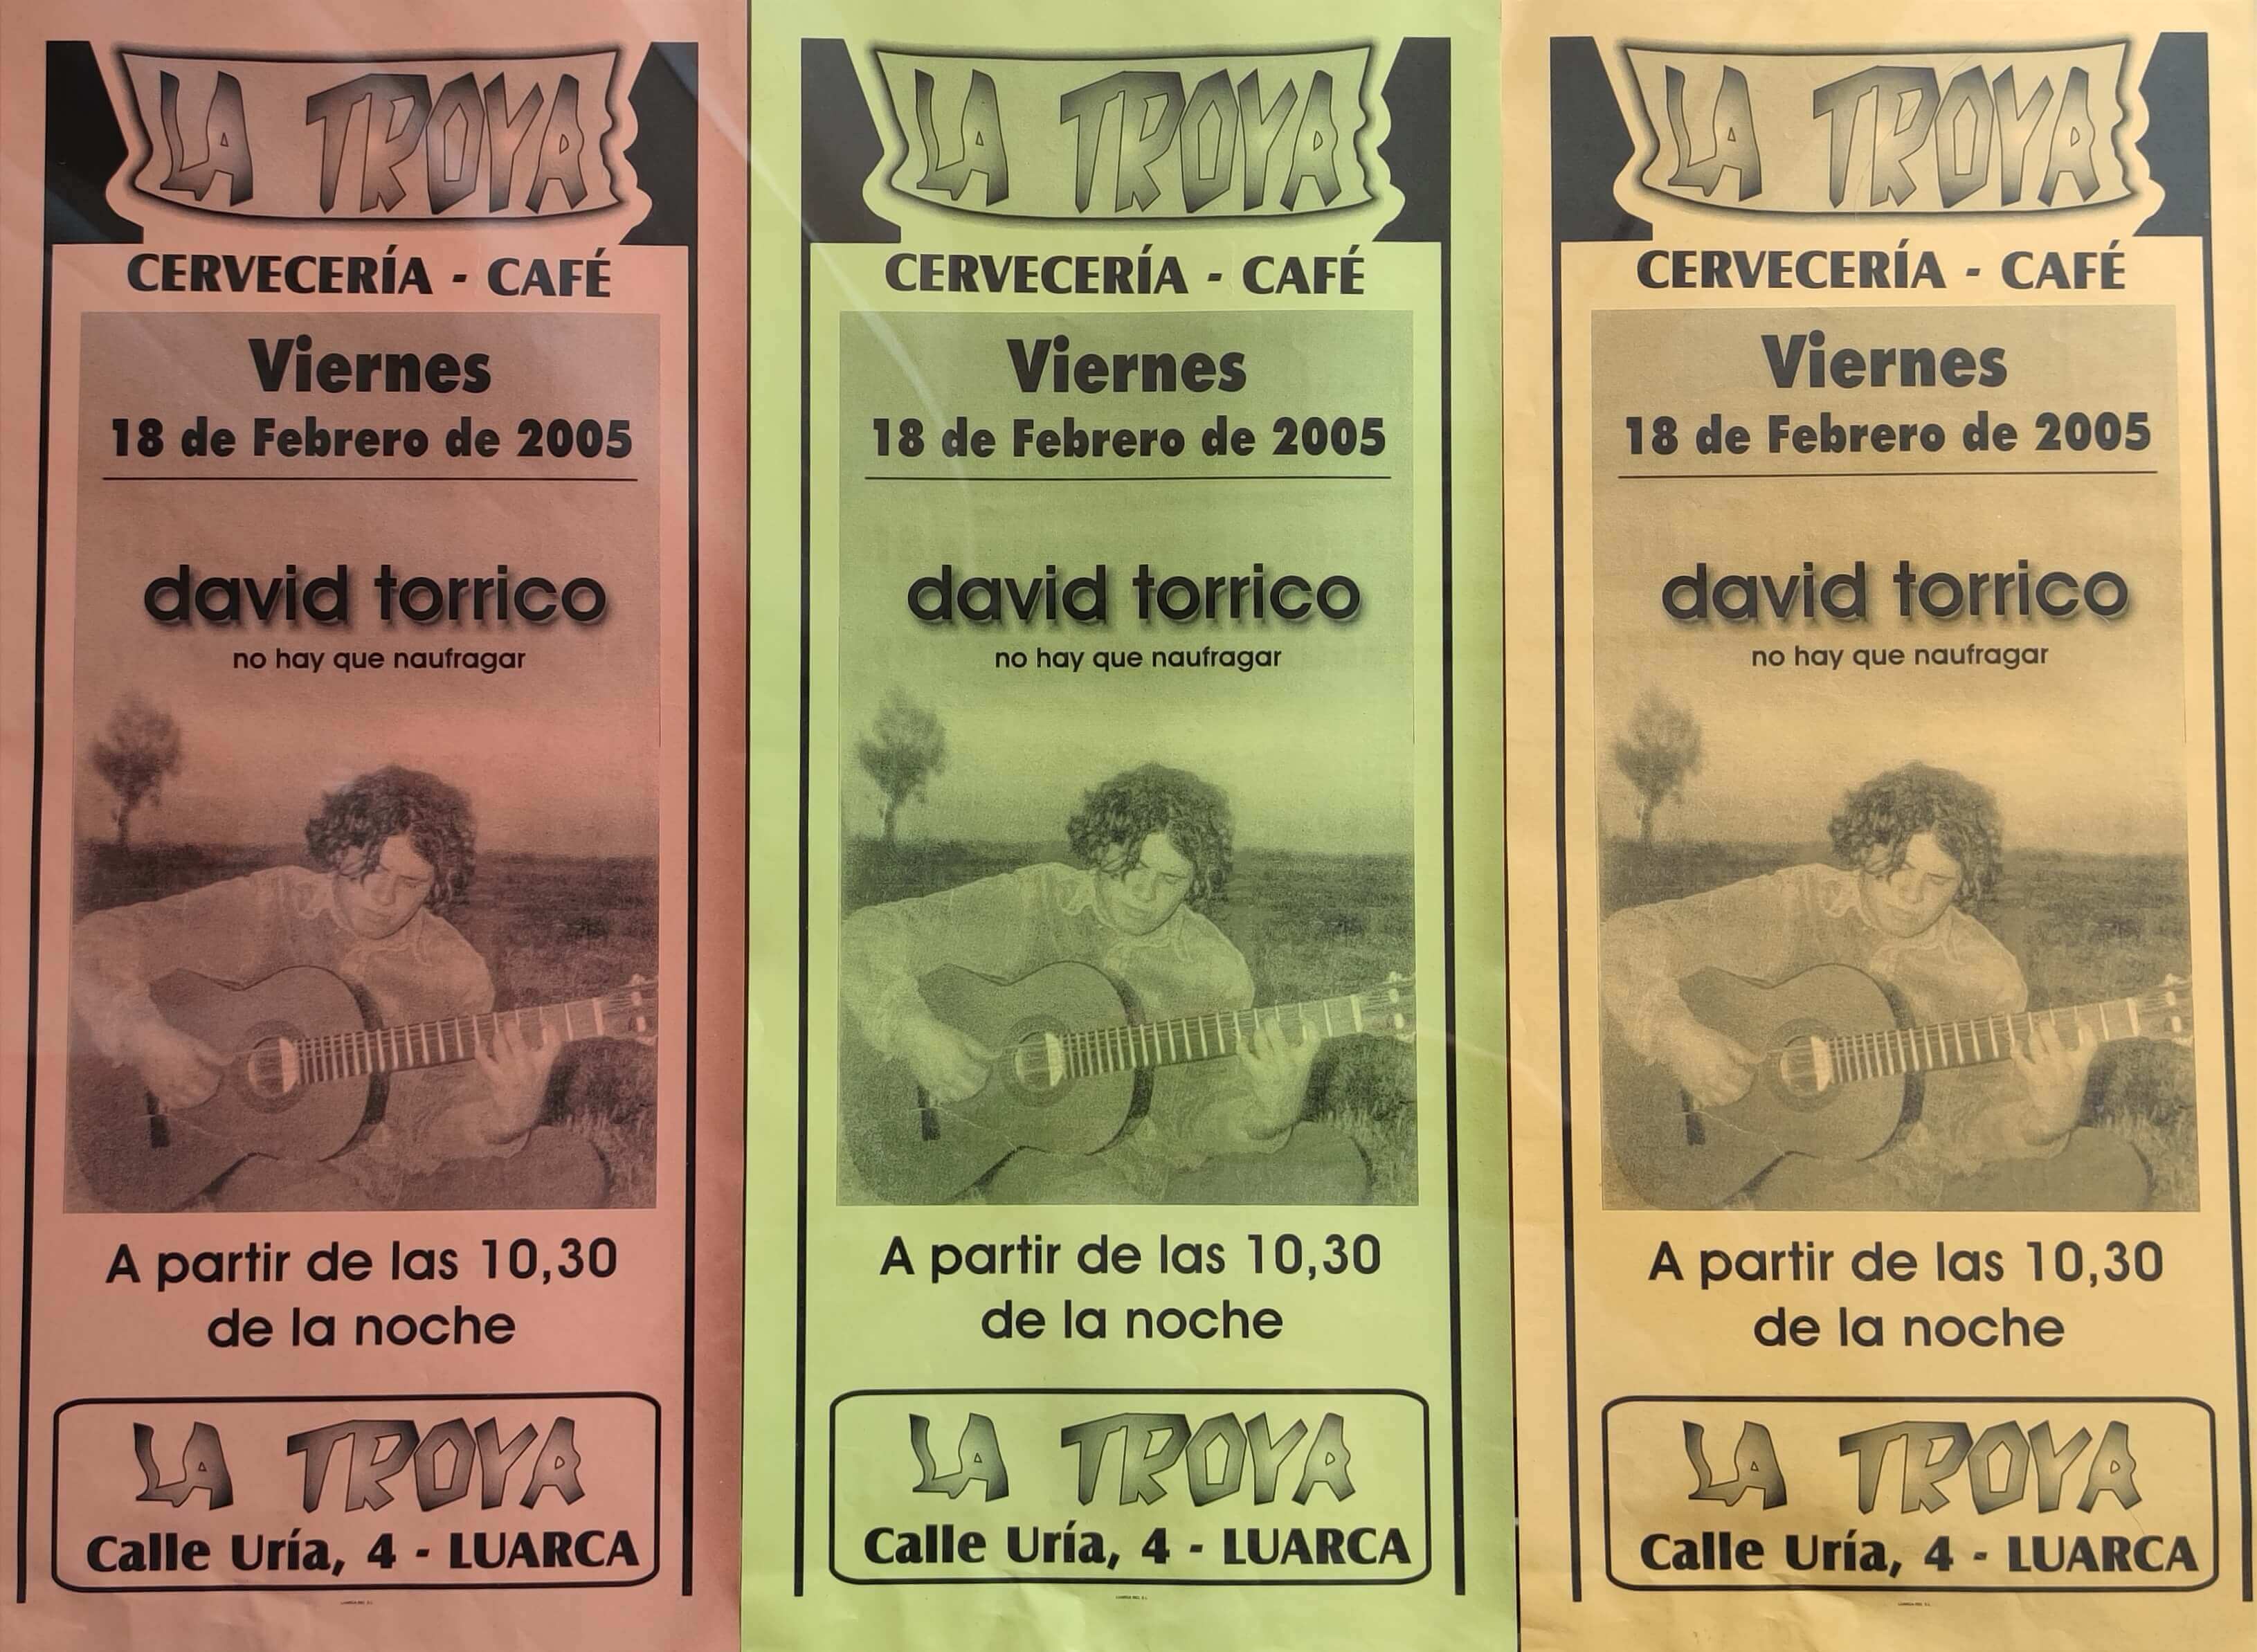 LA TROYA
CERVECERÍA - CAFÉ
Viernes
18 de Febrero de 2005
david torrico
no hay que naufragar
A partir de las 10,30
de la noche
LA TROYA
Calle Uría, 4 - LUARCA
LA TROYA
CERVECERÍA - CAFÉ
Viernes
18 de Febrero de 2005
david torrico
no hay que naufragar
A partir de las 10,30
de la noche
LA TROYA
Calle Uría, 4 - LUARCA
LA TROYA
CERVECERÍA - CAFÉ
Viernes
18 de Febrero de 2005
david torrico
no hay que naufragar
A partir de las 10,30
de la noche
LA TROYA
Calle Uría, 4 - LUARCA